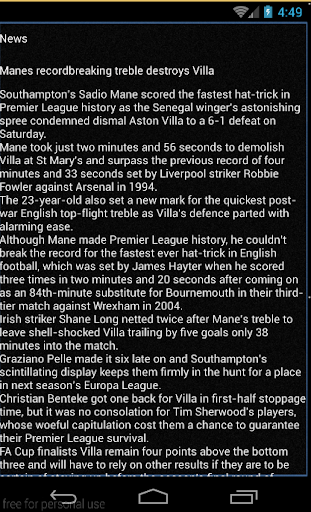 4:49
News
Manes recordbreaking treble destroys Villa
Southampton's Sadio Mane scored the fastest hat-trick in
Premier League history as the Senegal winger's astonishing
spree condemned dismal Aston Villa to a 6-1 defeat on
Saturday.
Mane took just two minutes and 56 seconds to demolish
Villa at St Mary's and surpass the previous record of four
minutes and 33 seconds set by Liverpool striker Robbie
Fowler against Arsenal in 1994.
The 23-year-old also set a new mark for the quickest post-
war English top-flight treble as Villa's defence parted with
alarming ease.
Although Mane made Premier League history, he couldn't
break the record for the fastest ever hat-trick in English
football, which was set by James Hayter when he scored
three times in two minutes and 20 seconds after coming on
as an 84th-minute substitute for Bournemouth in their third-
tier match against Wrexham in 2004.
Irish striker Shane Long netted twice after Mane's treble to
leave shell-shocked Villa trailing by five goals only 38
minutes into the match.
Graziano Pelle made it six late on and Southampton's
scintillating display keeps them firmly in the hunt for a place
in next season's Europa League.
Christian Benteke got one back for Villa in first-half stoppage
time, but it was no consolation for Tim Sherwood's players,
whose woeful capitulation cost them a chance to guarantee
their Premier League survival.
FA Cup finalists Villa remain four points above the bottom
three and will have to rely on other results if they are to be
certain of staying up before the season's final round of
free for personal use